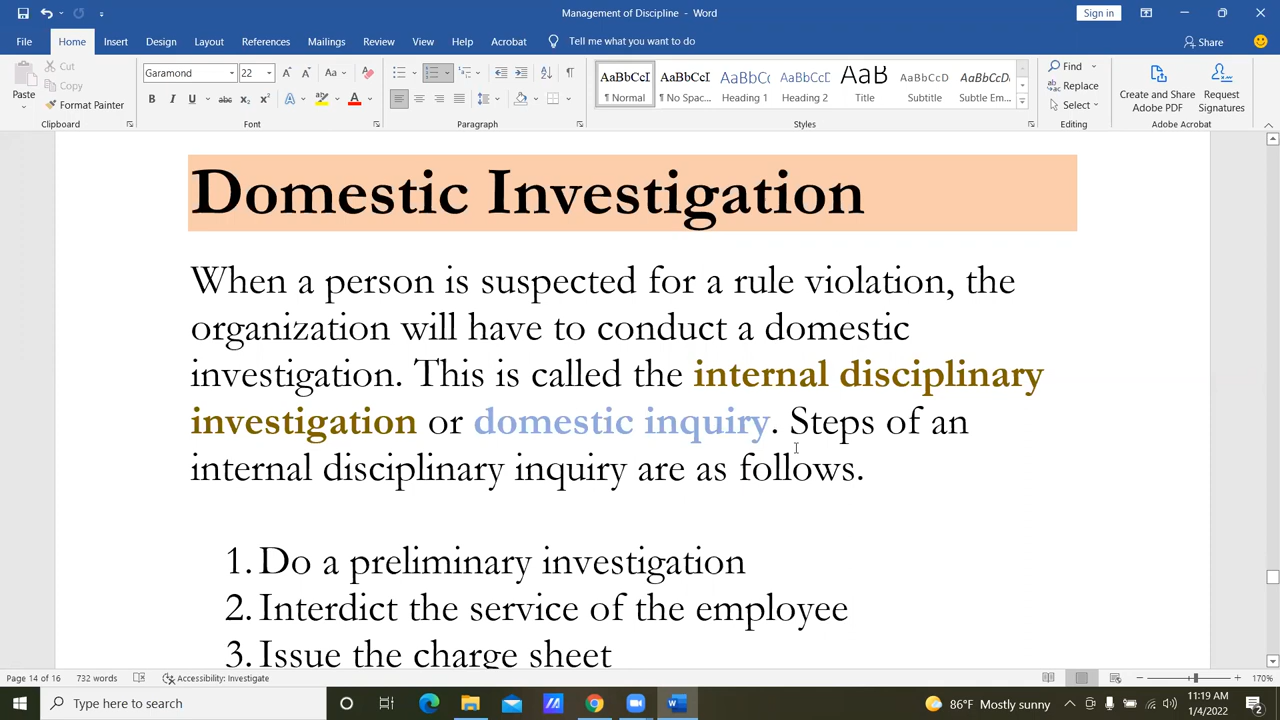 Management of Discipline - Word
Sign in
File Home Insert Design Layout References Mailings Review View Help Acrobat Tell me what you want to do Share
Paste
Cut
Copy
Format Painter
Clipboard
Garamond 22
Font
Paragraph
AaBbCcI AaBbCcI AaBbCc AaBbCcI AaB AaBbCcD AaBbCcD
¶ Normal ¶ No Spac... Heading 1 Heading 2 Title Subtitle Subtle Em...
Styles
Find
Replace
Select
Editing
Create and Share
Adobe PDF
Request
Signatures
Adobe Acrobat
Domestic Investigation
When a person is suspected for a rule violation, the
organization will have to conduct a domestic
investigation. This is called the internal disciplinary
investigation or domestic inquiry. Steps of an
internal disciplinary inquiry are as follows.
1. Do a preliminary investigation
2. Interdict the service of the employee
3. Issue the charge sheet
Page 14 of 16 732 words Accessibility: Investigate 170%
Type here to search
86°F Mostly sunny
11:19 AM
1/4/2022
2